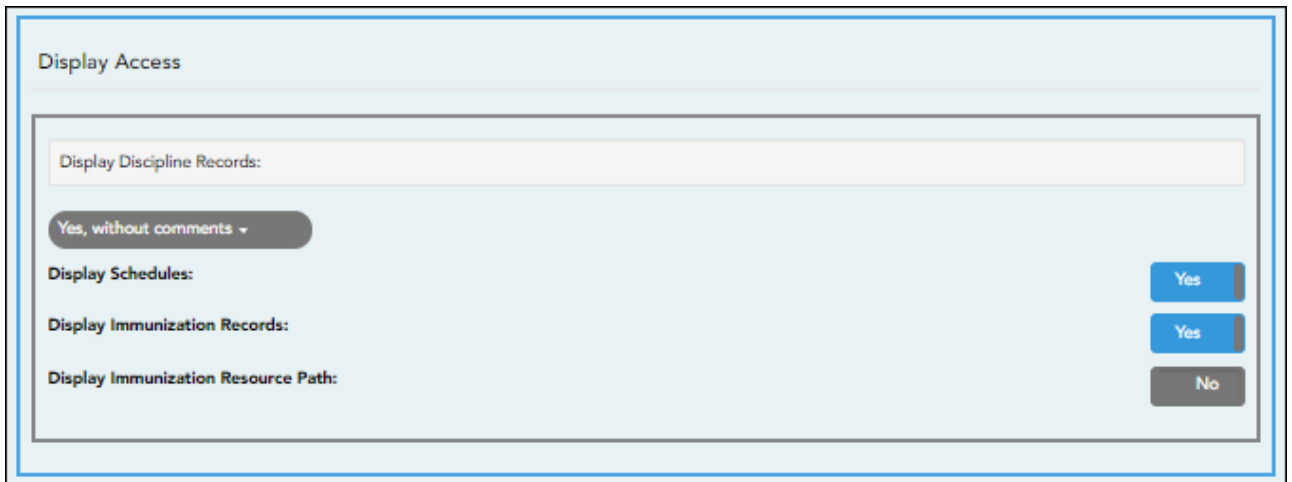 Display Access
Display Discipline Records:
Yes, without comments
Display Schedules:
Yes
Display Immunization Records:
Yes
Display Immunization Resource Path:
No